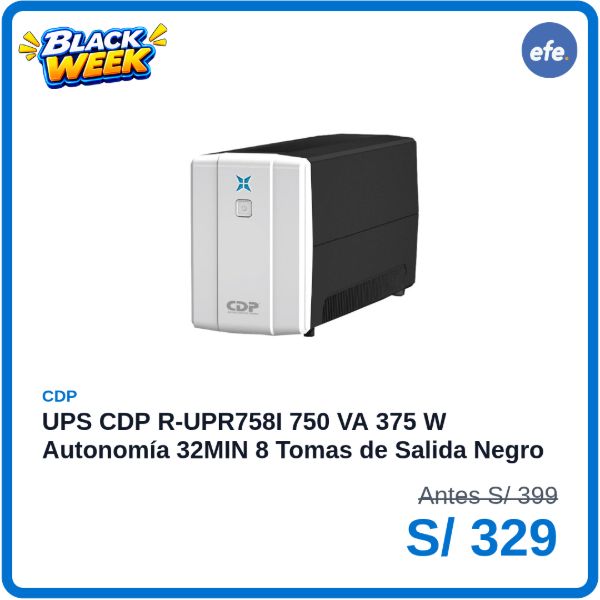 BLACK
WEEK
efe.
CDP
CDP
UPS CDP R-UPR758I 750 VA 375 W
Autonomía 32MIN 8 Tomas de Salida Negro
Antes S/ 399
S/ 329